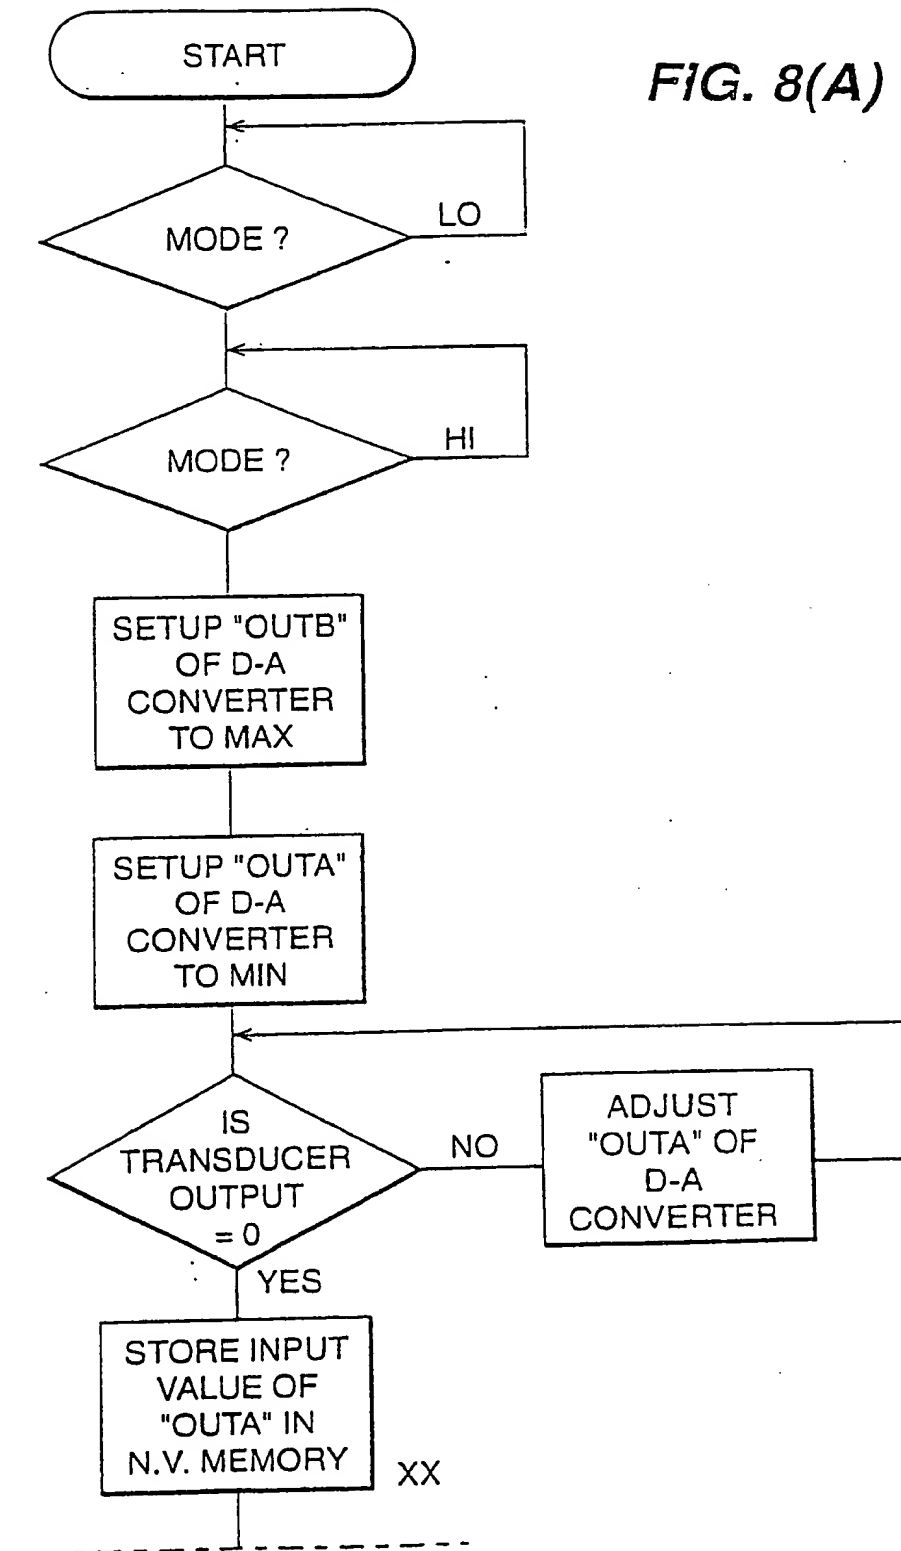 START
FIG. 8(A)
MODE ?
LO
MODE ?
HI
SETUP "OUTB"
OF D-A
CONVERTER
TO MAX
SETUP "OUTA"
OF D-A
CONVERTER
TO MIN
IS
TRANSDUCER
OUTPUT
= 0
NO
ADJUST
"OUTA" OF
D-A
CONVERTER
YES
STORE INPUT
VALUE OF
"OUTA" IN
N.V. MEMORY
XX